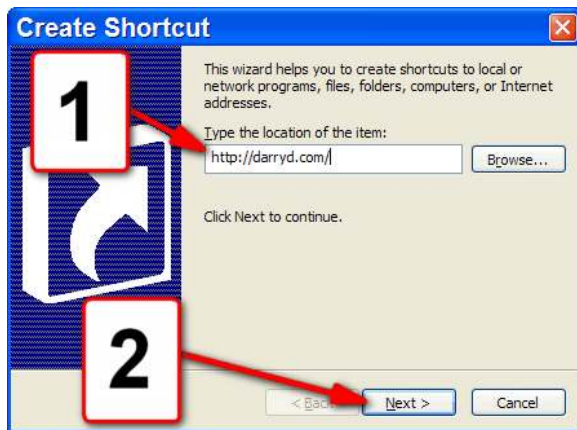 Create Shortcut
1
This wizard helps you to create shortcuts to local or
network programs, files, folders, computers, or Internet
addresses.
Type the location of the item:
http://darryd.com/
Browse...
Click Next to continue.
2
< Back
Next >
Cancel